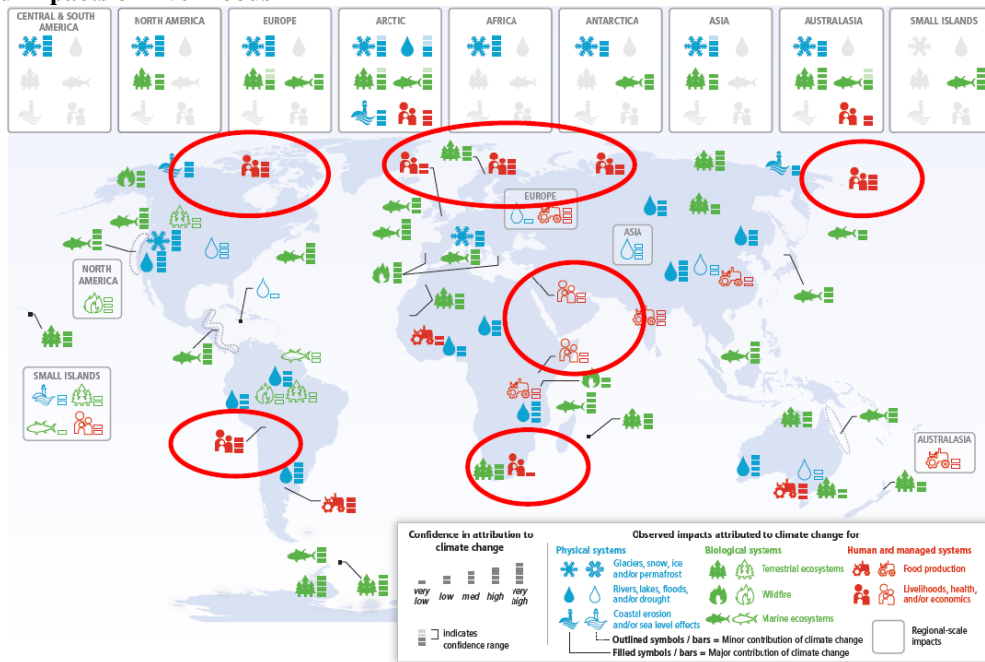 CENTRAL & SOUTH
AMERICA
NORTH AMERICA
EUROPE
ARCTIC
AFRICA
ANTARCTICA
ASIA
AUSTRALASIA
SMALL ISLANDS
EUROPE
ASIA
NORTH
AMERICA
SMALL ISLANDS
AUSTRALASIA
Confidence in attribution to
climate change
very
low
low
med
high
very
high
indicates
confidence range
Observed impacts attributed to climate change for
Physical systems
Glaciers, snow, ice
and/or permafrost
Rivers, lakes, floods,
and/or drought
Coastal erosion
and/or sea level effects
Biological systems
Terrestrial ecosystems
Wildfire
Marine ecosystems
Human and managed systems
Food production
Livelihoods, health,
and/or economics
Outlined symbols / bars = Minor contribution of climate change
Filled symbols / bars = Major contribution of climate change
Regional-scale
impacts